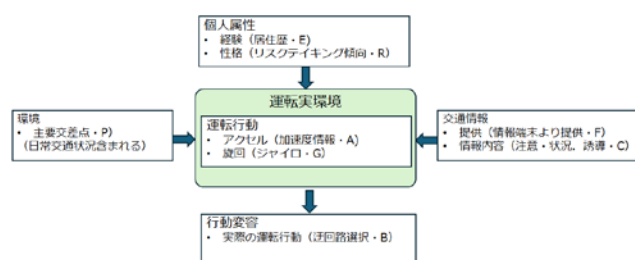 個人属性
• 経験（居住歴・E）
• 性格（リスクテイキング傾向・R）
運転実環境
環境
• 主要交差点・P）
（日常交通状況含まれる）
運転行動
• アクセル（加速度情報・A）
• 旋回（ジャイロ・G）
交通情報
• 提供（情報端末より提供・F）
• 情報内容（注意・状況、誘導・C）
行動変容
• 実際の運転行動（迂回路選択・B）